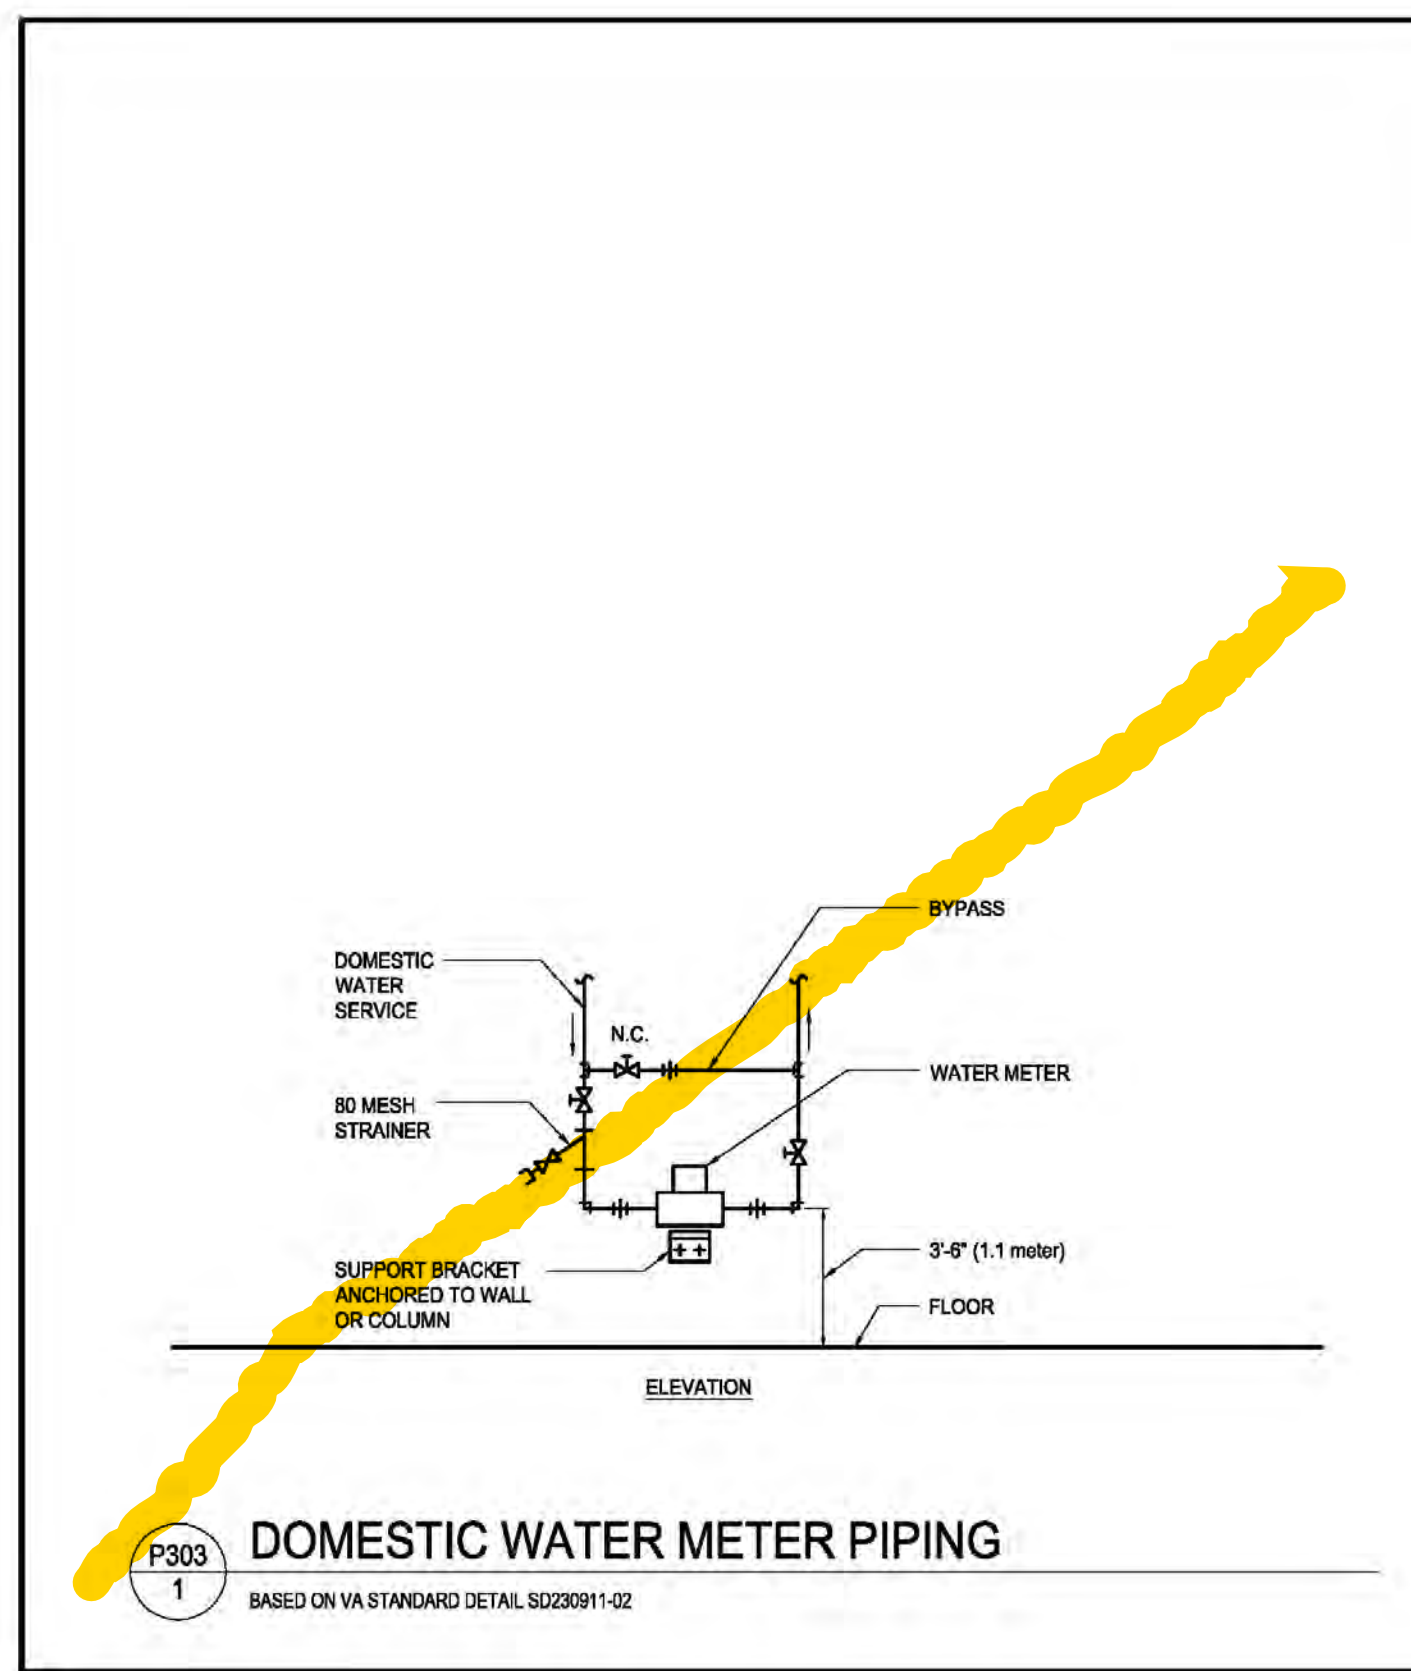 BYPASS
DOMESTIC
WATER
SERVICE
N.C.
WATER METER
80 MESH
STRAINER
3'-6" (1.1 meter)
SUPPORT BRACKET
ANCHORED TO WALL
OR COLUMN
FLOOR
ELEVATION
P303
1
DOMESTIC WATER METER PIPING
BASED ON VA STANDARD DETAIL SD230911-02